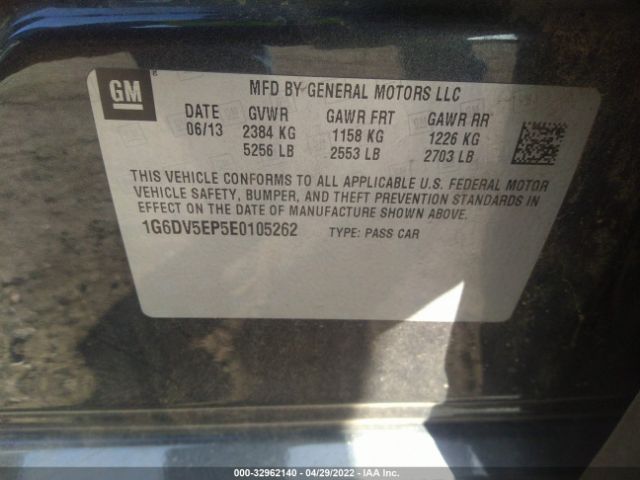 GM
MFD BY GENERAL MOTORS LLC
DATE GVWR GAWR FRT GAWR RR
06/13 2384 KG 1158 KG 1226 KG
5256 LB 2553 LB 2703 LB
THIS VEHICLE CONFORMS TO ALL APPLICABLE U.S. FEDERAL MOTOR
VEHICLE SAFETY, BUMPER, AND THEFT PREVENTION STANDARDS IN
EFFECT ON THE DATE OF MANUFACTURE SHOWN ABOVE.
1G6DV5EP5E0105262 TYPE: PASS CAR
000-32962140 - 04/29/2022 - IAA Inc.